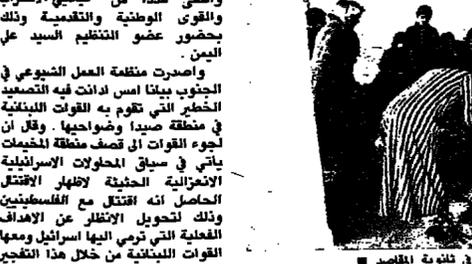 والقوى الوطنية والتقدمية وذلك
بحضور عضو التنظيم السيد علي
اليمن .
واصدرت منظمة العمل الشيوعي في
الجنوب بيانا امس ادانت فيه التصعيد
الخطير التي تقوم به القوات اللبنانية
في منطقة صيدا وضواحيها . وقال ان
لجوء القوات الى قصف منطقة المخيمات
يأتي في سياق المحاولات الاسرائيلية
الانعزالية الحثيثة لاظهار الاقتتال
الحاصل انه اقتتال مع الفلسطينيين
وذلك لتحويل الانظار عن الاهداف
الفعلية التي ترمي اليها اسرائيل ومعها
القوات اللبنانية من خلال هذا التفجير
في ثانوية المقاصد ■